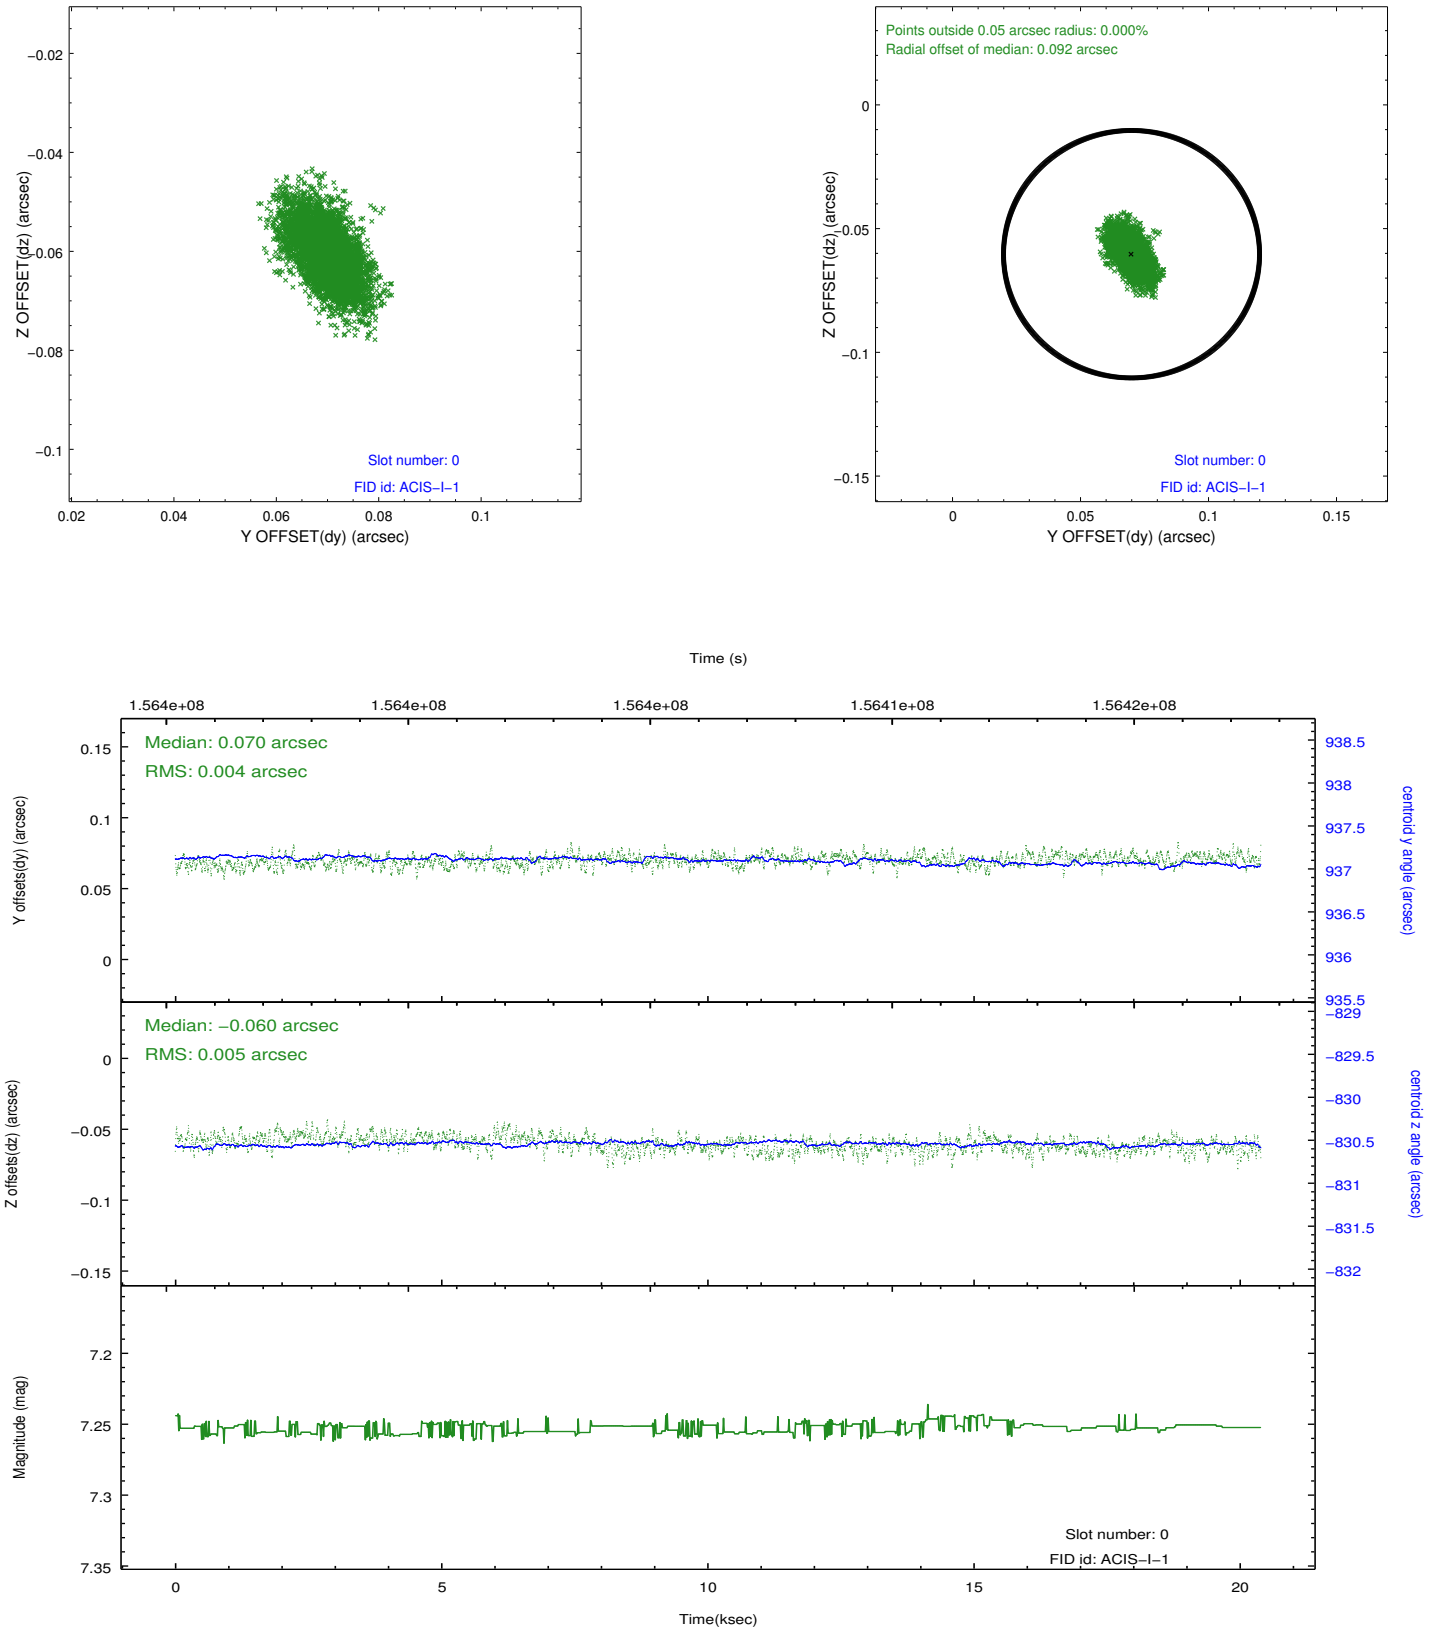 −0.02
−0.04
−0.06
−0.08
−0.1
Z OFFSET(dz) (arcsec)
Slot number: 0
FID id: ACIS−I−1
0.02 0.04 0.06 0.08 0.1
Y OFFSET(dy) (arcsec)
Points outside 0.05 arcsec radius: 0.000%
Radial offset of median: 0.092 arcsec
0
−0.05
−0.1
−0.15
Z OFFSET(dz) (arcsec)
Slot number: 0
FID id: ACIS−I−1
0 0.05 0.1 0.15
Y OFFSET(dy) (arcsec)
Time (s)
1.564e+08 1.564e+08 1.564e+08 1.5641e+08 1.5642e+08
Median: 0.070 arcsec
RMS: 0.004 arcsec
0.15
0.1
0.05
0
Y offsets(dy) (arcsec)
938.5
938
937.5
937
936.5
936
935.5
centroid y angle (arcsec)
Median: −0.060 arcsec
RMS: 0.005 arcsec
0
−0.05
−0.1
−0.15
Z offsets(dz) (arcsec)
−829
−829.5
−830
−830.5
−831
−831.5
−832
centroid z angle (arcsec)
7.2
7.25
7.3
7.35
Magnitude (mag)
Slot number: 0
FID id: ACIS−I−1
0 5 10 15 20
Time(ksec)